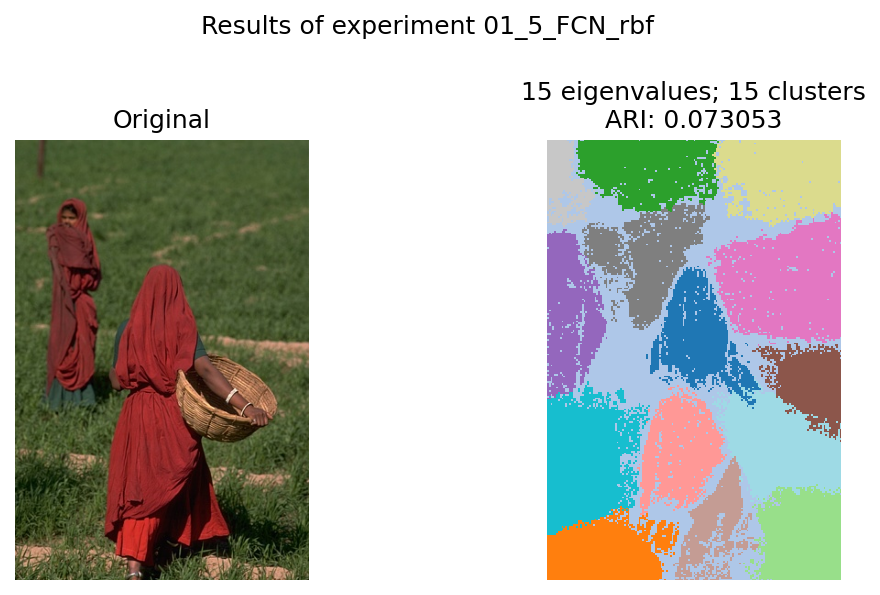 Results of experiment 01_5_FCN_rbf
Original
15 eigenvalues; 15 clusters
ARI: 0.073053